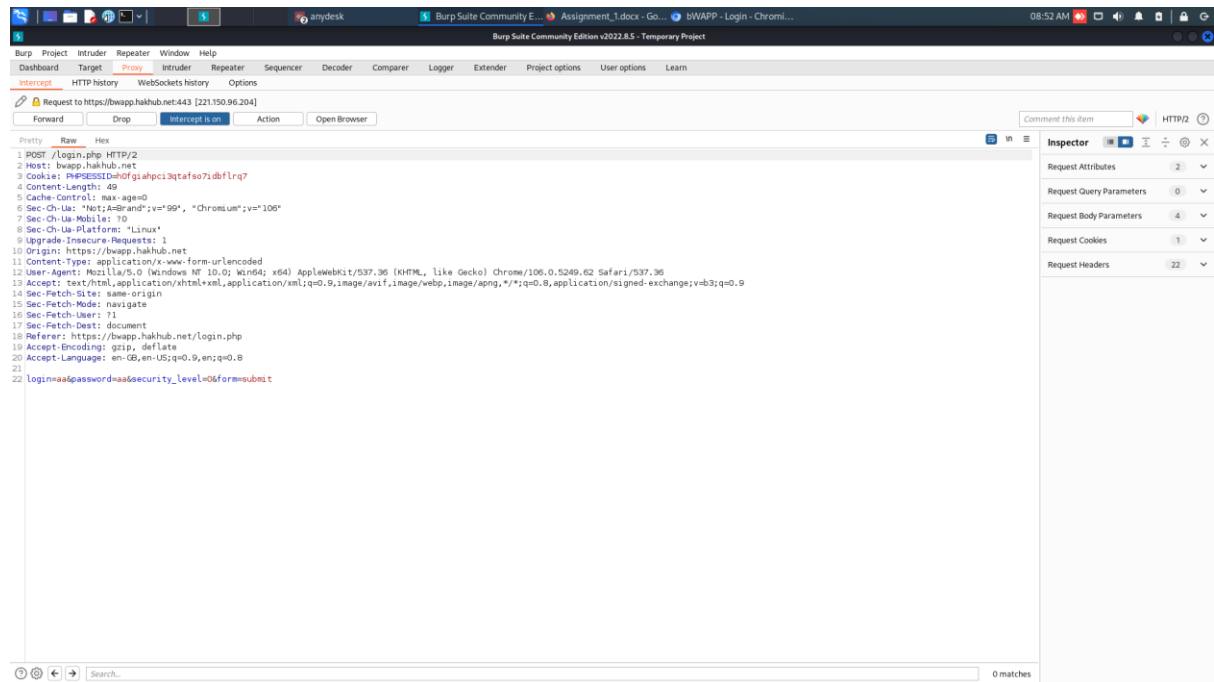 anydesk Burp Suite Community E... Assignment_1.docx - Go... bWAPP - Login - Chromi... 08:52 AM
Burp Suite Community Edition v2022.8.5 - Temporary Project
Burp Project Intruder Repeater Window Help
Dashboard Target Proxy Intruder Repeater Sequencer Decoder Comparer Logger Extender Project options User options Learn
Intercept HTTP history WebSockets history Options
Request to https://bwapp.hakhub.net:443 [221.150.96.204]
Forward Drop Intercept is on Action Open Browser Comment this item HTTP/2
Pretty Raw Hex \n Inspector
1 POST /login.php HTTP/2
2 Host: bwapp.hakhub.net
3 Cookie: PHPSESSID=h0fgiahpci3qtafso7idbflrq7
4 Content-Length: 49
5 Cache-Control: max-age=0
6 Sec-Ch-Ua: "Not;A=Brand";v="99", "Chromium";v="106"
7 Sec-Ch-Ua-Mobile: ?0
8 Sec-Ch-Ua-Platform: "Linux"
9 Upgrade-Insecure-Requests: 1
10 Origin: https://bwapp.hakhub.net
11 Content-Type: application/x-www-form-urlencoded
12 User-Agent: Mozilla/5.0 (Windows NT 10.0; Win64; x64) AppleWebKit/537.36 (KHTML, like Gecko) Chrome/106.0.5249.62 Safari/537.36
13 Accept: text/html,application/xhtml+xml,application/xml;q=0.9,image/avif,image/webp,image/apng,*/*;q=0.8,application/signed-exchange;v=b3;q=0.9
14 Sec-Fetch-Site: same-origin
15 Sec-Fetch-Mode: navigate
16 Sec-Fetch-User: ?1
17 Sec-Fetch-Dest: document
18 Referer: https://bwapp.hakhub.net/login.php
19 Accept-Encoding: gzip, deflate
20 Accept-Language: en-GB,en-US;q=0.9,en;q=0.8
21
22 login=aa&password=aa&security_level=0&form=submit
Request Attributes 2
Request Query Parameters 0
Request Body Parameters 4
Request Cookies 1
Request Headers 22
Search... 0 matches